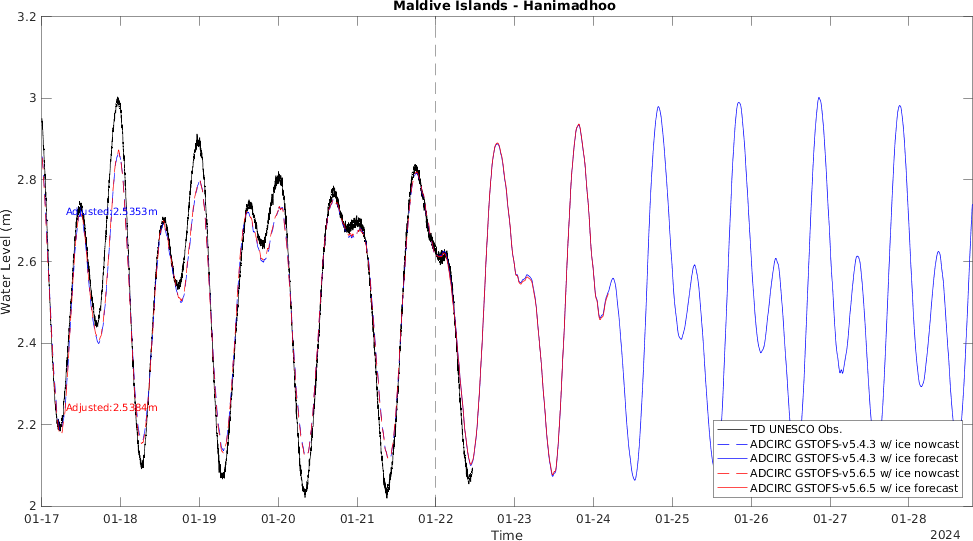 Maldive Islands - Hanimadhoo
3.2
3
2.8
2.6
2.4
2.2
2
Water Level (m)
Adjusted:2.5353m
Adjusted:2.5384m
TD UNESCO Obs.
ADCIRC GSTOFS-v5.4.3 w/ ice nowcast
ADCIRC GSTOFS-v5.4.3 w/ ice forecast
ADCIRC GSTOFS-v5.6.5 w/ ice nowcast
ADCIRC GSTOFS-v5.6.5 w/ ice forecast
01-17 01-18 01-19 01-20 01-21 01-22 01-23 01-24 01-25 01-26 01-27 01-28
Time
2024